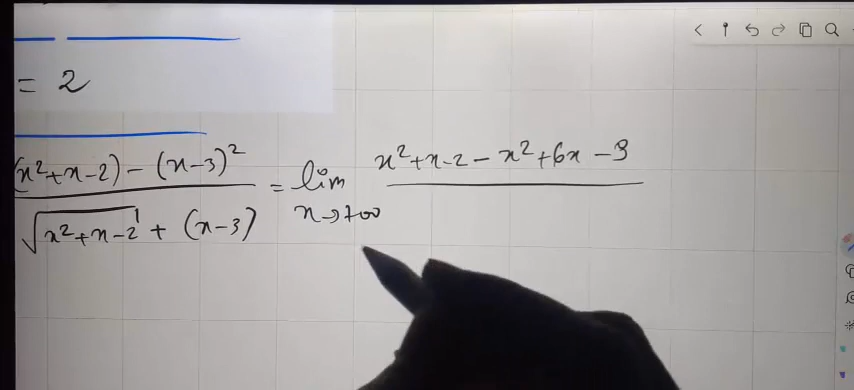 = 2
(x²+x-2) - (x-3)² / √(x²+x-2) + (x-3) = lim x→+∞ x²+x-2 - x²+6x-9